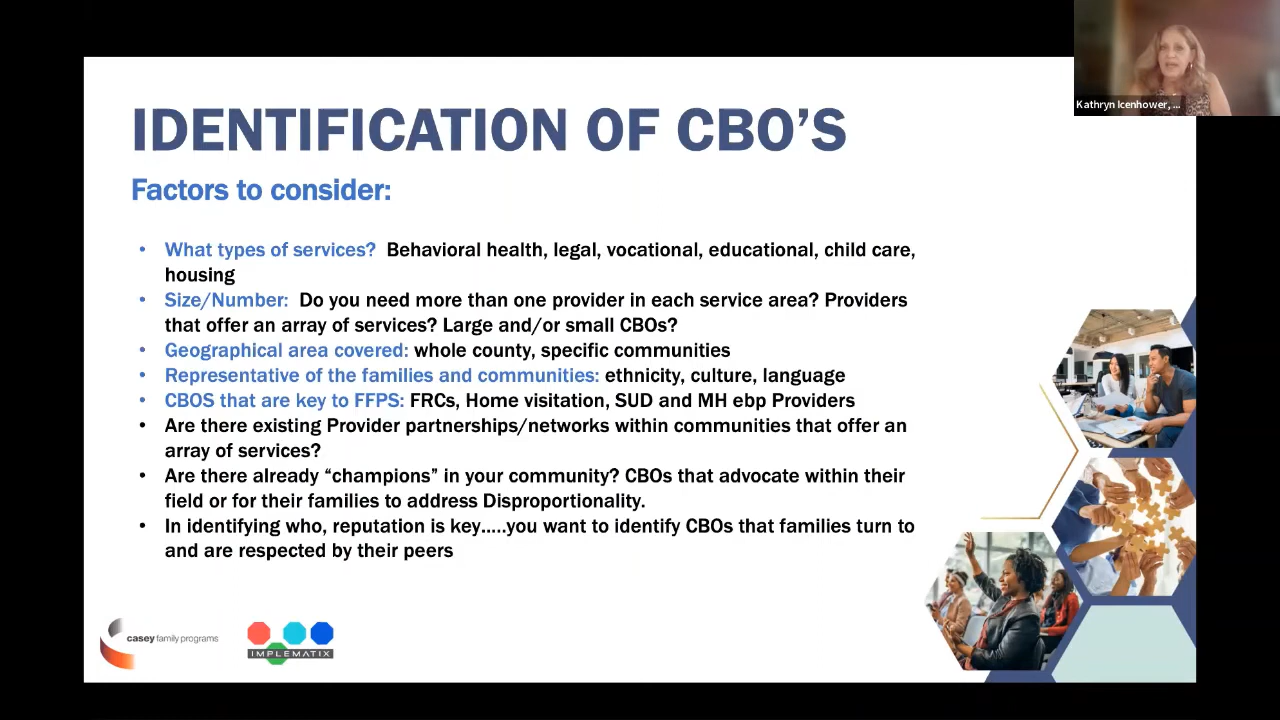 Kathryn Icenhower, ...
IDENTIFICATION OF CBO'S
Factors to consider:
• What types of services? Behavioral health, legal, vocational, educational, child care,
housing
• Size/Number: Do you need more than one provider in each service area? Providers
that offer an array of services? Large and/or small CBOs?
• Geographical area covered: whole county, specific communities
• Representative of the families and communities: ethnicity, culture, language
• CBOS that are key to FFPS: FRCs, Home visitation, SUD and MH ebp Providers
• Are there existing Provider partnerships/networks within communities that offer an
array of services?
• Are there already “champions” in your community? CBOs that advocate within their
field or for their families to address Disproportionality.
• In identifying who, reputation is key.....you want to identify CBOs that families turn to
and are respected by their peers
casey family programs
IMPLEMATIX